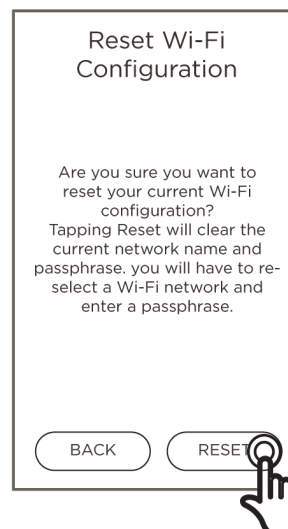 Reset Wi-Fi
Configuration
Are you sure you want to
reset your current Wi-Fi
configuration?
Tapping Reset will clear the
current network name and
passphrase. you will have to re-
select a Wi-Fi network and
enter a passphrase.
BACK
RESET